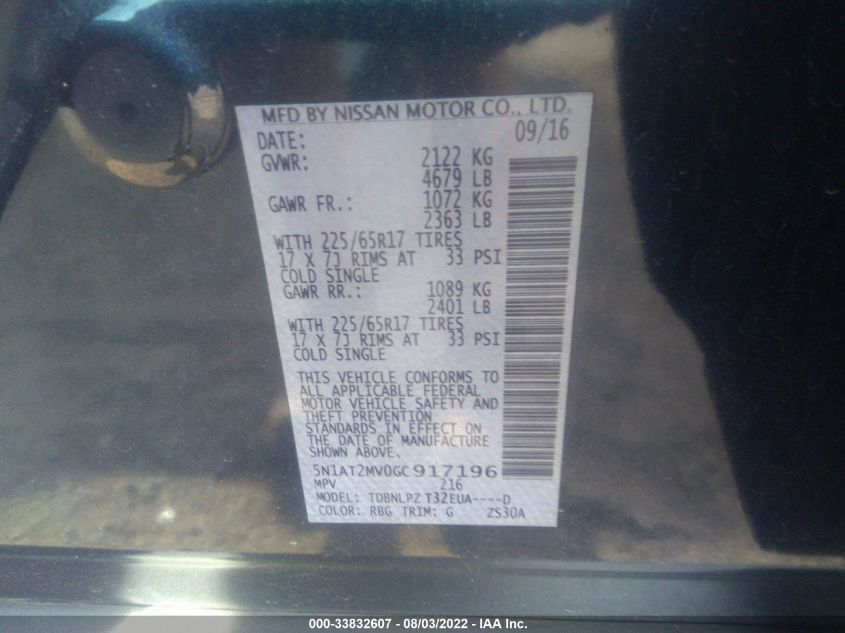 MFD BY NISSAN MOTOR CO., LTD.
DATE: 09/16
GVWR: 2122 KG
4679 LB
GAWR FR.: 1072 KG
2363 LB
WITH 225/65R17 TIRES
17 X 7J RIMS AT 33 PSI
COLD SINGLE
GAWR RR.: 1089 KG
2401 LB
WITH 225/65R17 TIRES
17 X 7J RIMS AT 33 PSI
COLD SINGLE
THIS VEHICLE CONFORMS TO
ALL APPLICABLE FEDERAL
MOTOR VEHICLE SAFETY AND
THEFT PREVENTION
STANDARDS IN EFFECT ON
THE DATE OF MANUFACTURE
SHOWN ABOVE.
5N1AT2MV0GC917196
MPV 216
MODEL: TDBNLPZ T32EUA----D
COLOR: RBG TRIM: G ZS30A
000-33832607 - 08/03/2022 - IAA Inc.